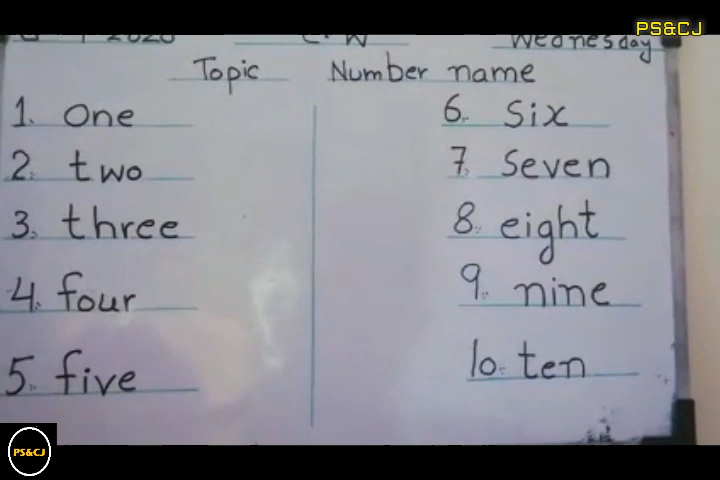 PS&CJ
2020 C.W Wednesday
Topic Number name
1. One
2. two
3. three
4. four
5. five
6. Six
7. Seven
8. eight
9. nine
10. ten
PS&CJ